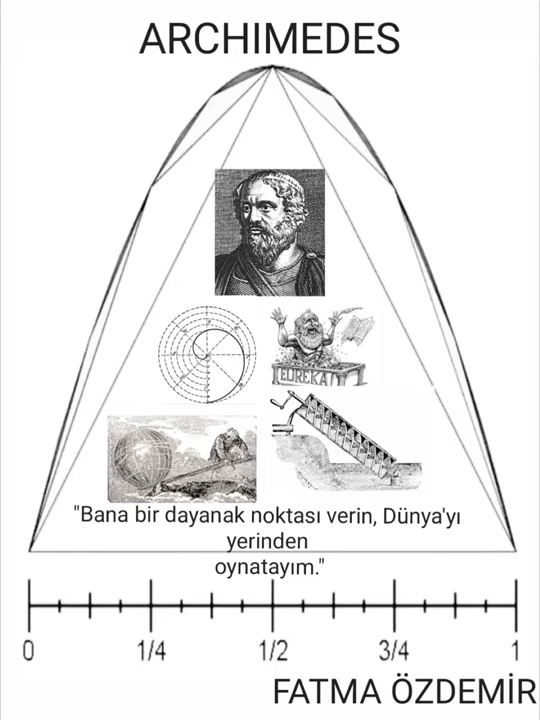 ARCHIMEDES
EUREKA
"Bana bir dayanak noktası verin, Dünya'yı
yerinden
oynatayım."
0 1/4 1/2 3/4 1
FATMA ÖZDEMİR